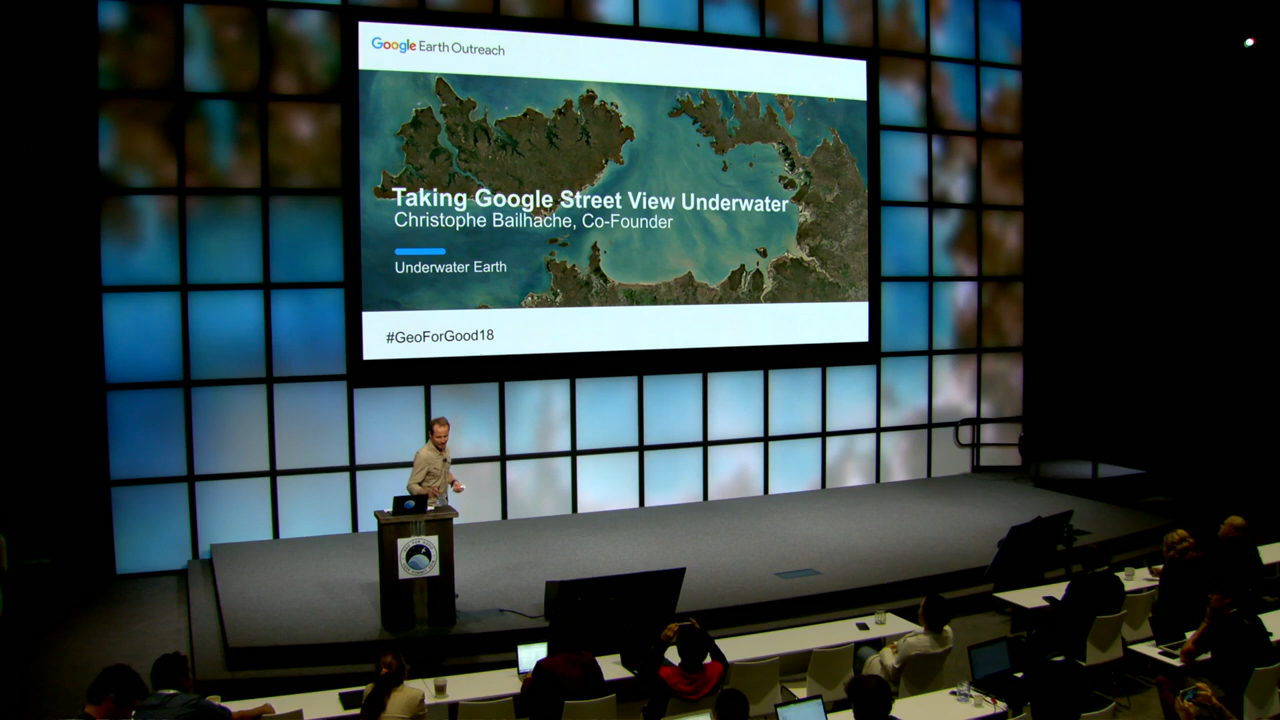 Google Earth Outreach
Taking Google Street View Underwater
Christophe Bailhache, Co-Founder
Underwater Earth
#GeoForGood18